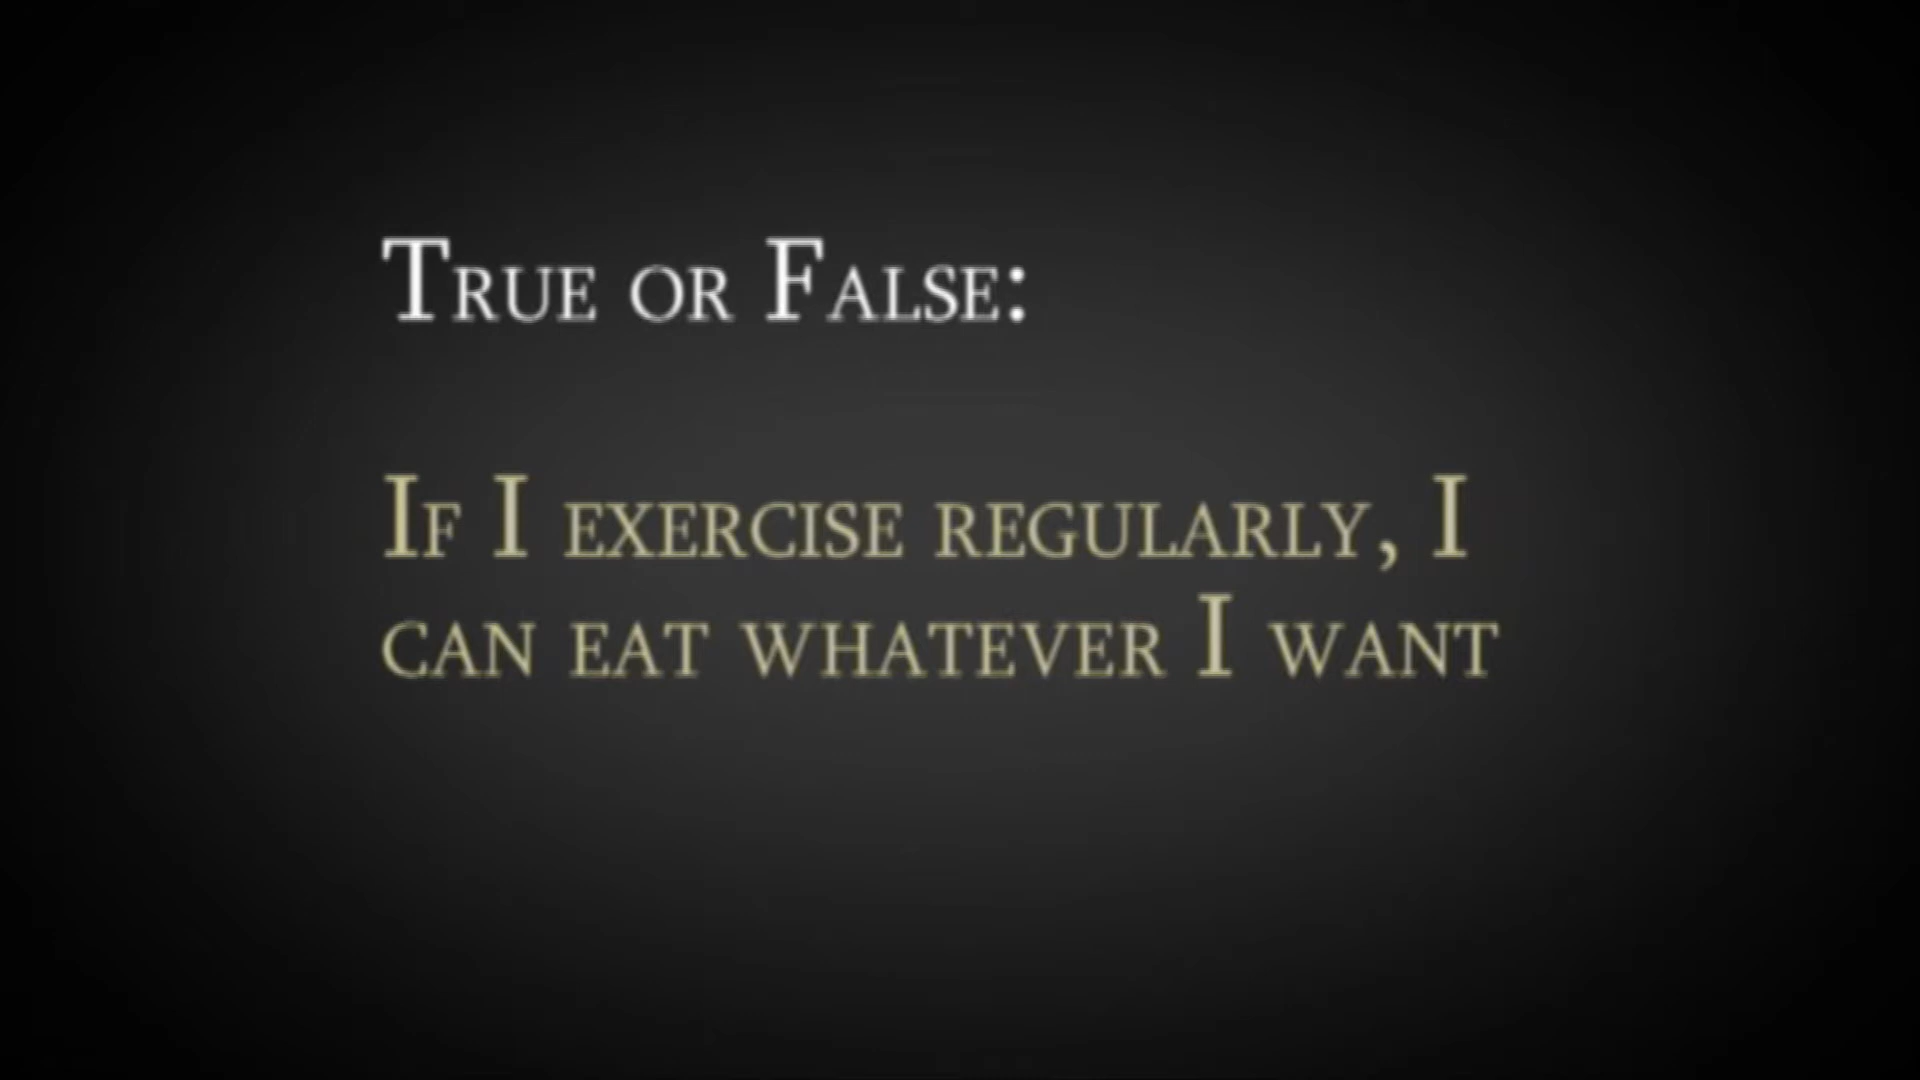 True or False:
If I exercise regularly, I
can eat whatever I want